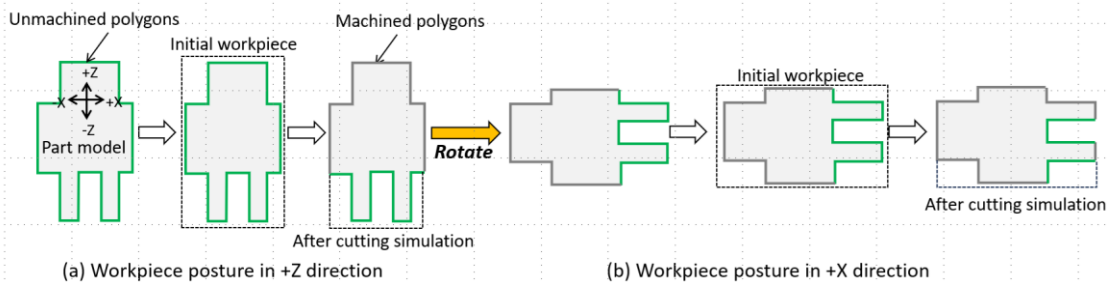 Unmachined polygons
Machined polygons
Initial workpiece
+Z
-X
+X
-Z
Part model
Rotate
After cutting simulation
Initial workpiece
After cutting simulation
(a) Workpiece posture in +Z direction
(b) Workpiece posture in +X direction